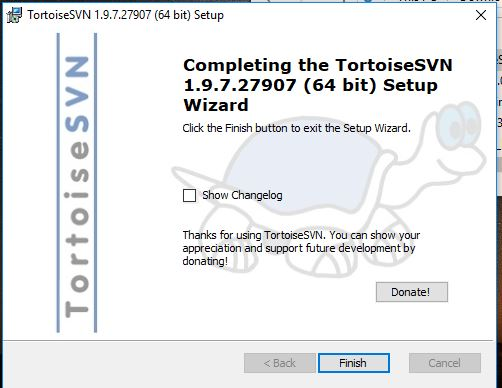 TortoiseSVN 1.9.7.27907 (64 bit) Setup
TortoiseSVN
Completing the TortoiseSVN
1.9.7.27907 (64 bit) Setup
Wizard
Click the Finish button to exit the Setup Wizard.
Show Changelog
Thanks for using TortoiseSVN. You can show your
appreciation and support future development by
donating!
Donate!
< Back
Finish
Cancel